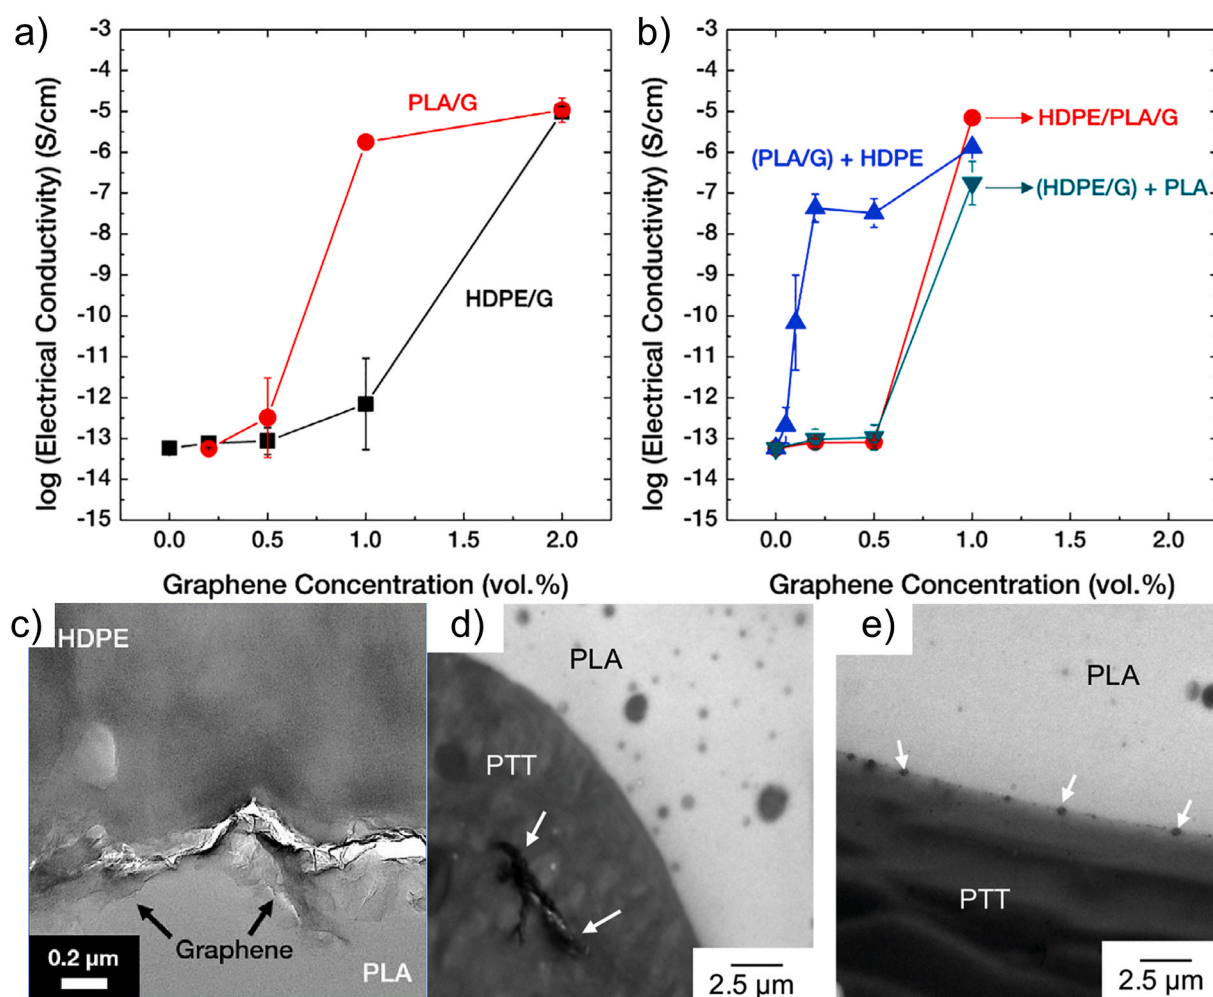 a)
-3
-4
-5
-6
-7
-8
-9
-10
-11
-12
-13
-14
-15
log (Electrical Conductivity) (S/cm)
PLA/G
HDPE/G
0.0 0.5 1.0 1.5 2.0
Graphene Concentration (vol.%)
b)
-3
-4
-5
-6
-7
-8
-9
-10
-11
-12
-13
-14
-15
log (Electrical Conductivity) (S/cm)
HDPE/PLA/G
(PLA/G) + HDPE
(HDPE/G) + PLA
0.0 0.5 1.0 1.5 2.0
Graphene Concentration (vol.%)
c)
HDPE
Graphene
0.2 µm
PLA
d)
PLA
PTT
2.5 µm
e)
PLA
PTT
2.5 µm